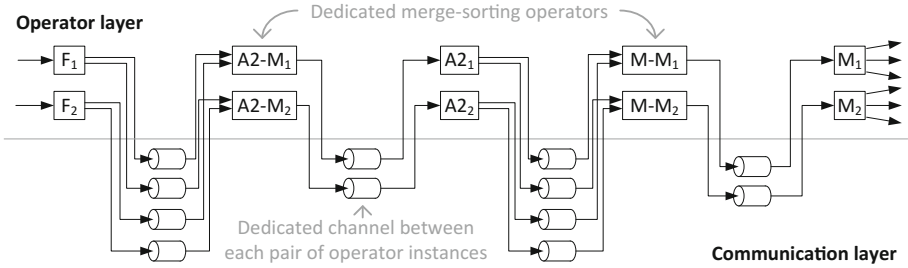 Dedicated merge-sorting operators
Operator layer
F1 A2-M1 A21 M-M1 M1
F2 A2-M2 A22 M-M2 M2
Dedicated channel between
each pair of operator instances
Communication layer